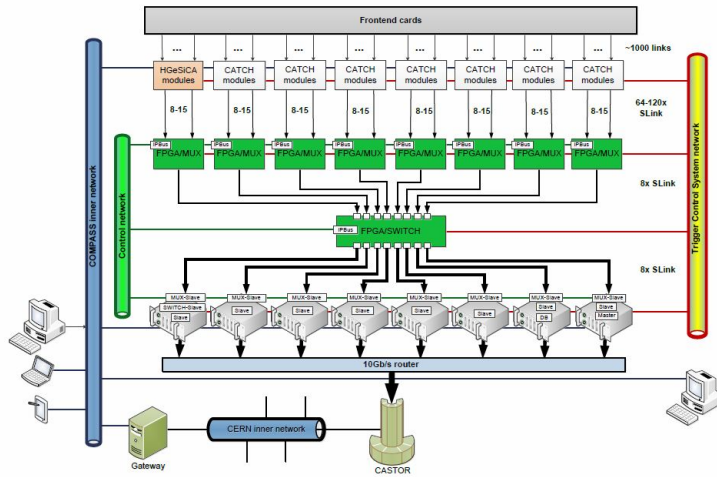 Frontend cards
... ... ... ... ... ... ... ...
~1000 links
HGeSiCA modules
CATCH modules
CATCH modules
CATCH modules
CATCH modules
CATCH modules
CATCH modules
CATCH modules
8-15
8-15
8-15
8-15
8-15
8-15
8-15
8-15
64-120x
SLink
IPBus
IPBus
IPBus
IPBus
IPBus
IPBus
IPBus
IPBus
FPGA/MUX
FPGA/MUX
FPGA/MUX
FPGA/MUX
FPGA/MUX
FPGA/MUX
FPGA/MUX
FPGA/MUX
8x SLink
COMPASS inner network
Control network
Trigger Control System network
IPBus
FPGA/SWITCH
8x SLink
MUX-Slave
MUX-Slave
MUX-Slave
MUX-Slave
MUX-Slave
MUX-Slave
MUX-Slave
MUX-Slave
SWITCH-Slave
Slave
Slave
Slave
Slave
Slave
Slave
Slave
DB
Slave
Master
10Gb/s router
CERN inner network
Gateway
CASTOR